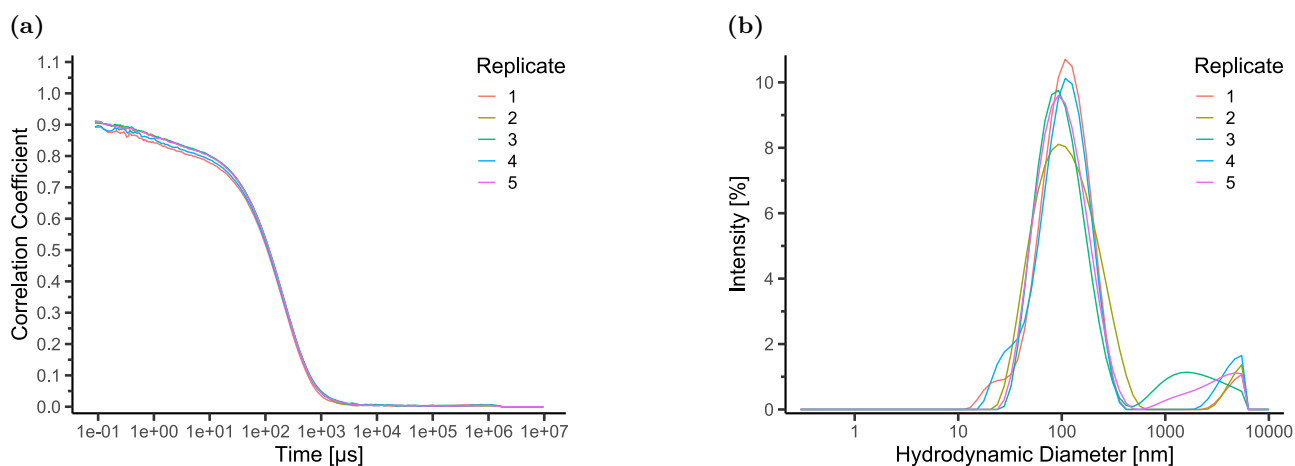 (a)
Correlation Coefficient
1.1
1.0
0.9
0.8
0.7
0.6
0.5
0.4
0.3
0.2
0.1
0.0
1e-01 1e+00 1e+01 1e+02 1e+03 1e+04 1e+05 1e+06 1e+07
Time [µs]
Replicate
1
2
3
4
5
(b)
Intensity [%]
10
8
6
4
2
0
1 10 100 1000 10000
Hydrodynamic Diameter [nm]
Replicate
1
2
3
4
5